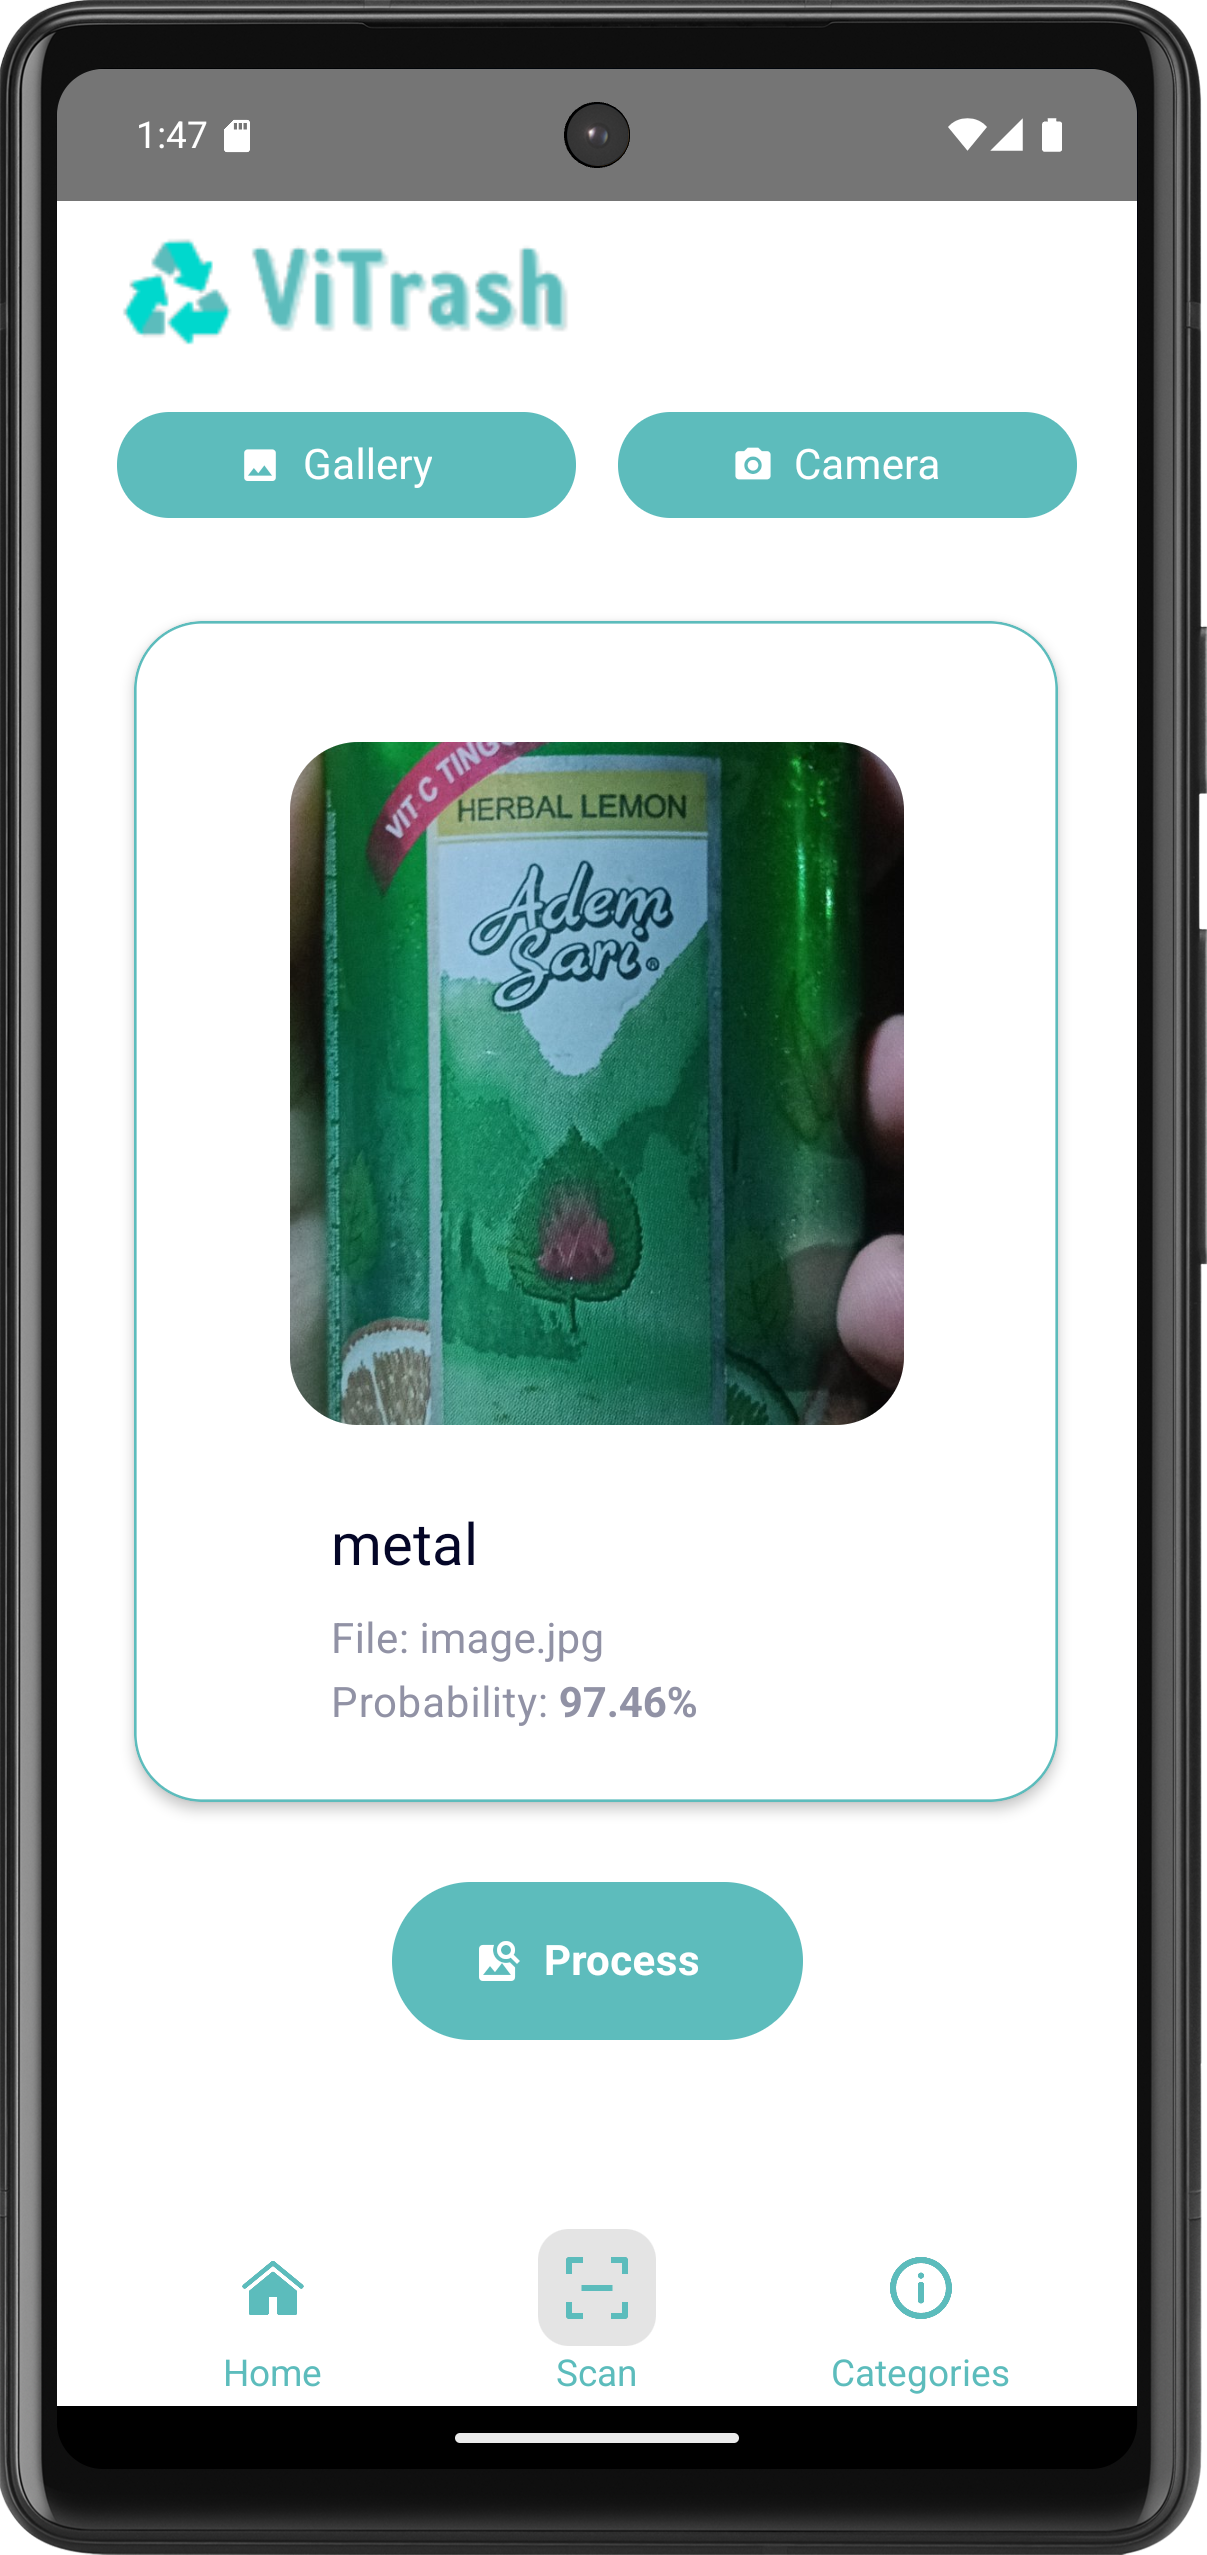 1:47
ViTrash
Gallery
Camera
VIT C TINGG
HERBAL LEMON
Adem
Sari®
metal
File: image.jpg
Probability: 97.46%
Process
Home
Scan
Categories